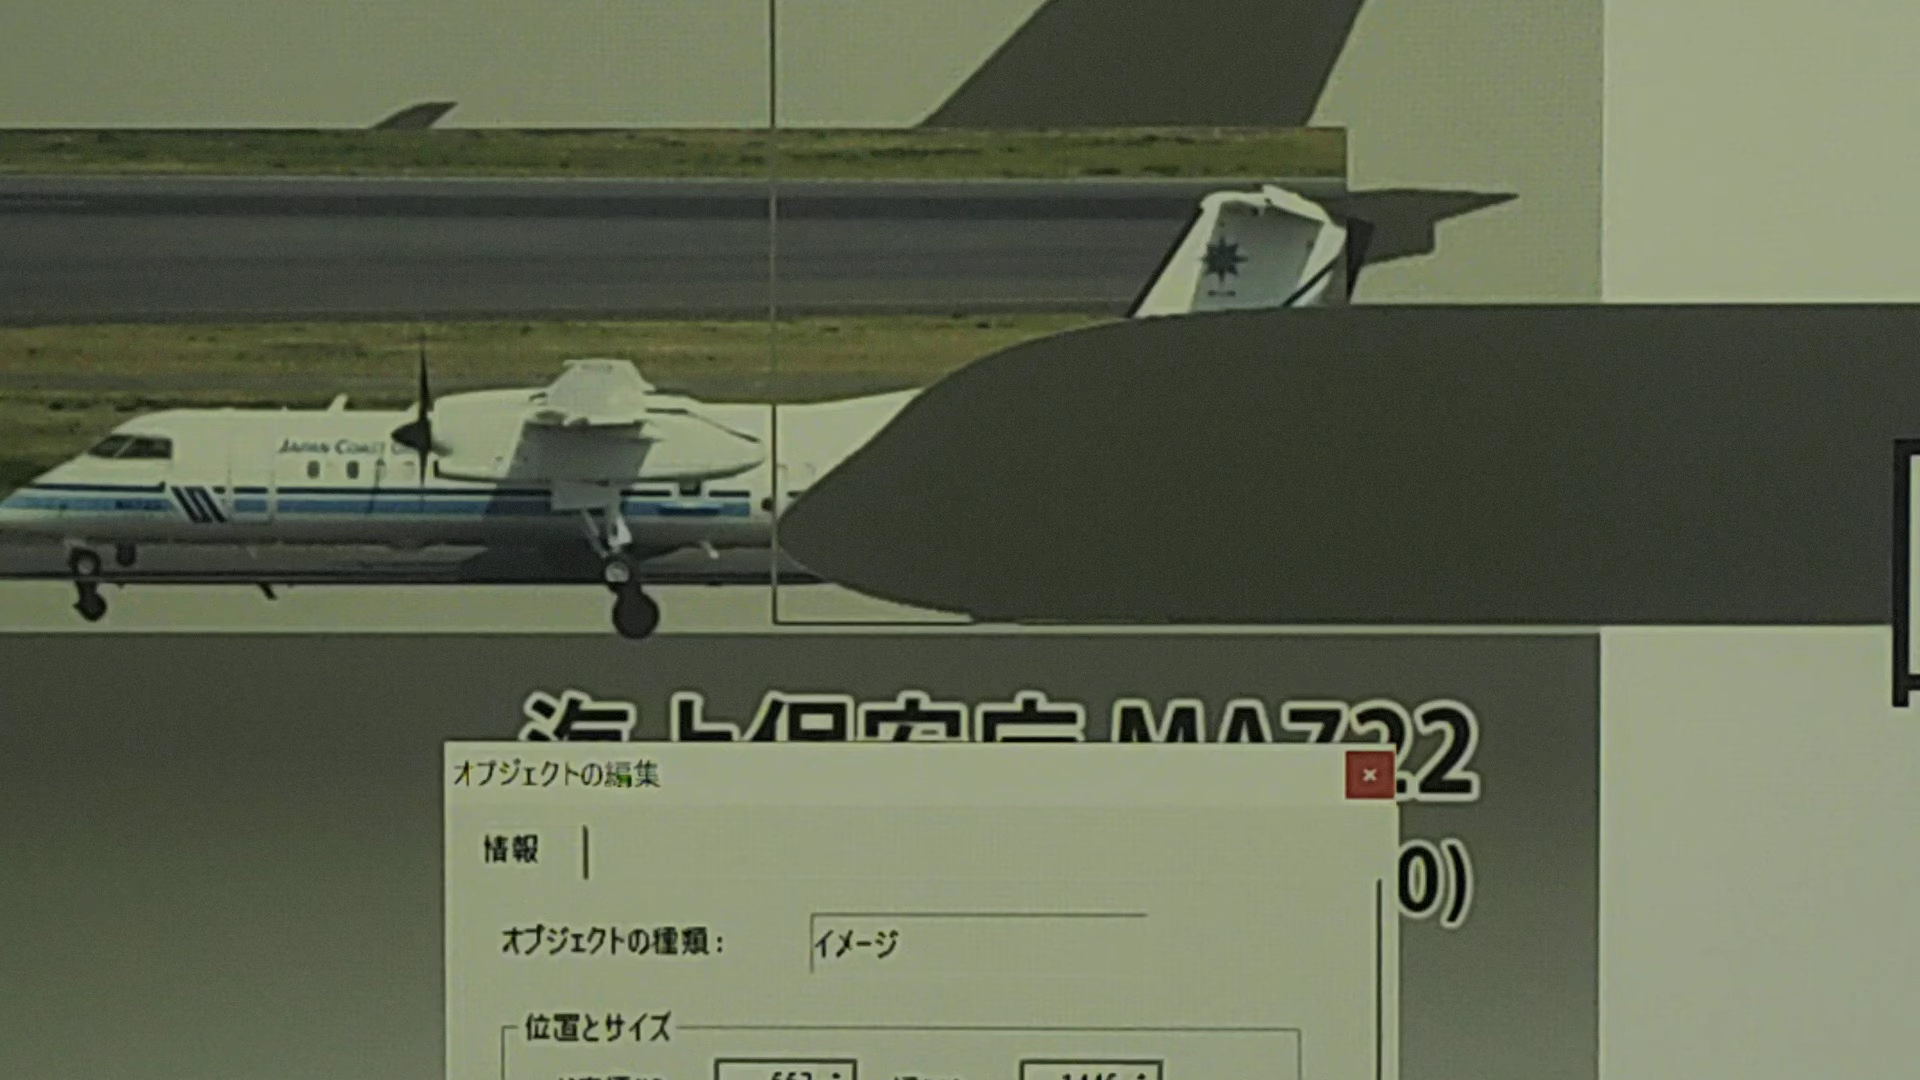 JAPAN COAST
海上保安庁 MA722
オブジェクトの編集
情報
0)
オブジェクトの種類:
イメージ
位置とサイズ